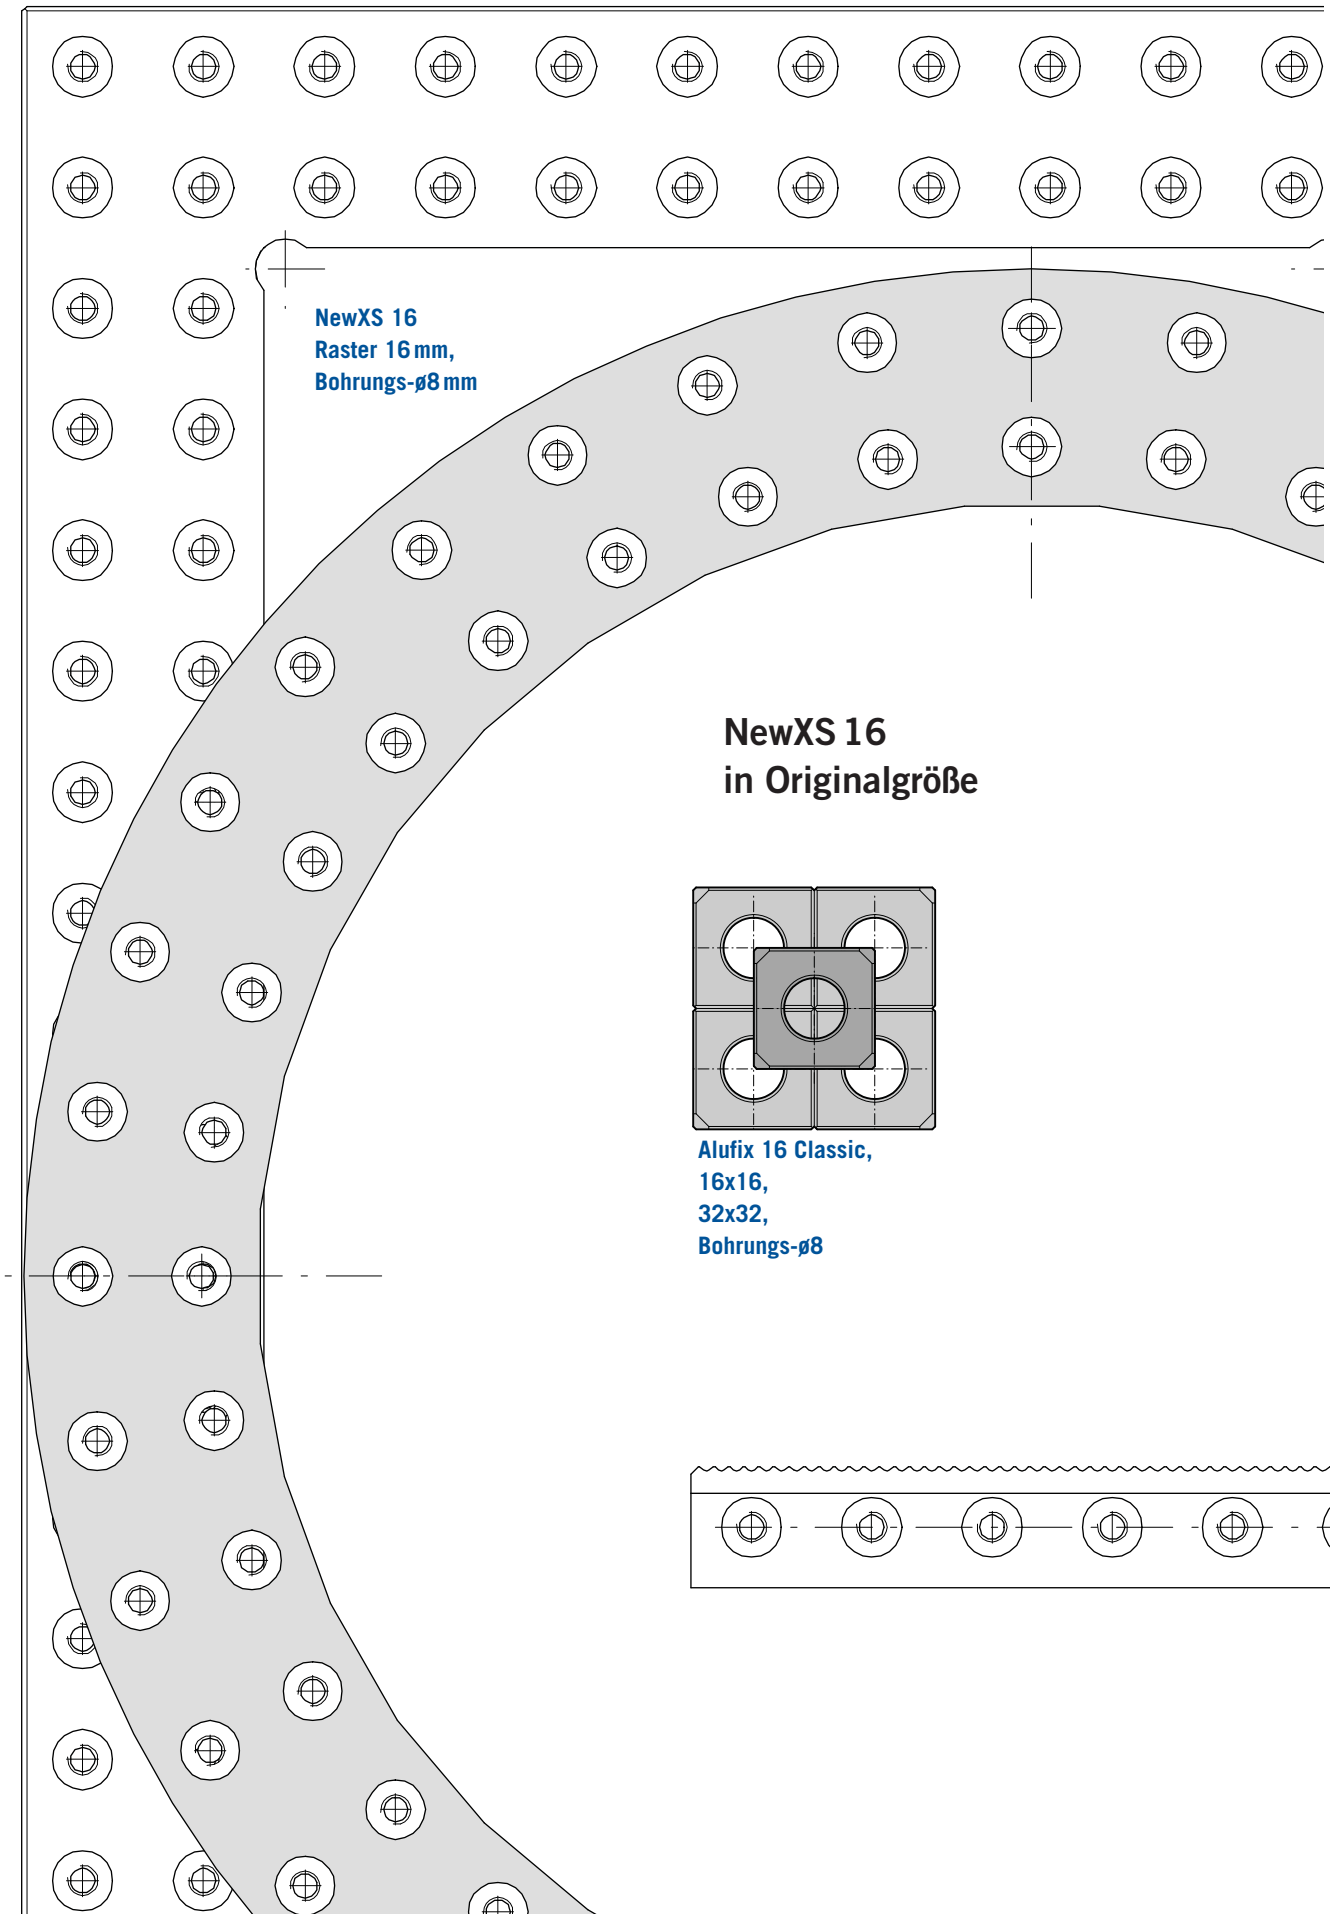 NewXS 16
Raster 16 mm,
Bohrungs-ø8 mm
NewXS 16
in Originalgröße
Alufix 16 Classic,
16x16,
32x32,
Bohrungs-ø8